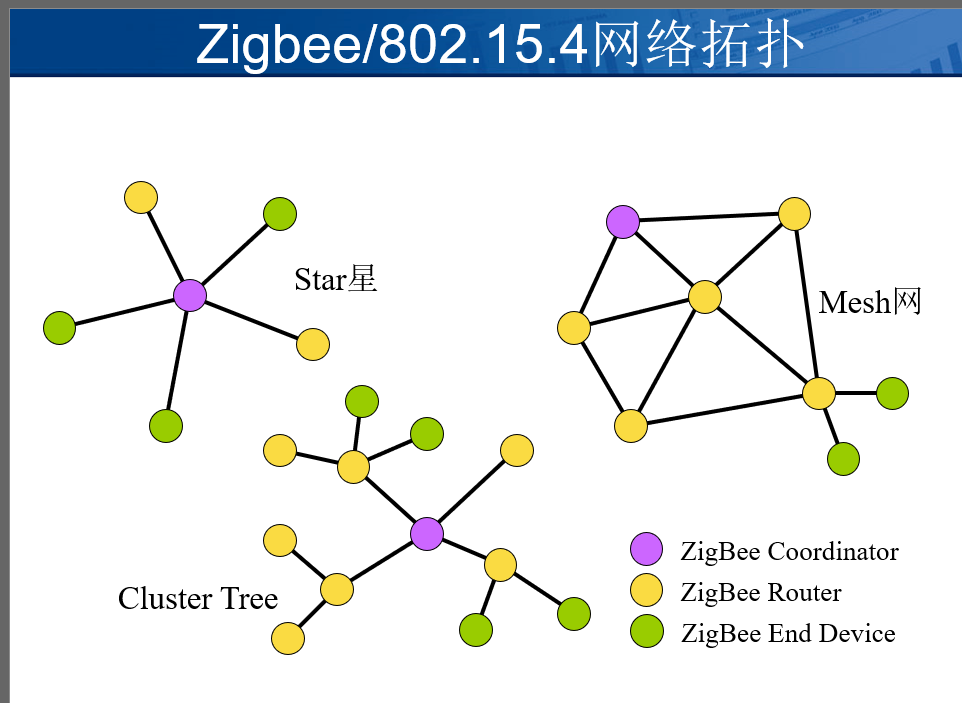 Zigbee/802.15.4网络拓扑
Star星
Mesh网
Cluster Tree
ZigBee Coordinator
ZigBee Router
ZigBee End Device